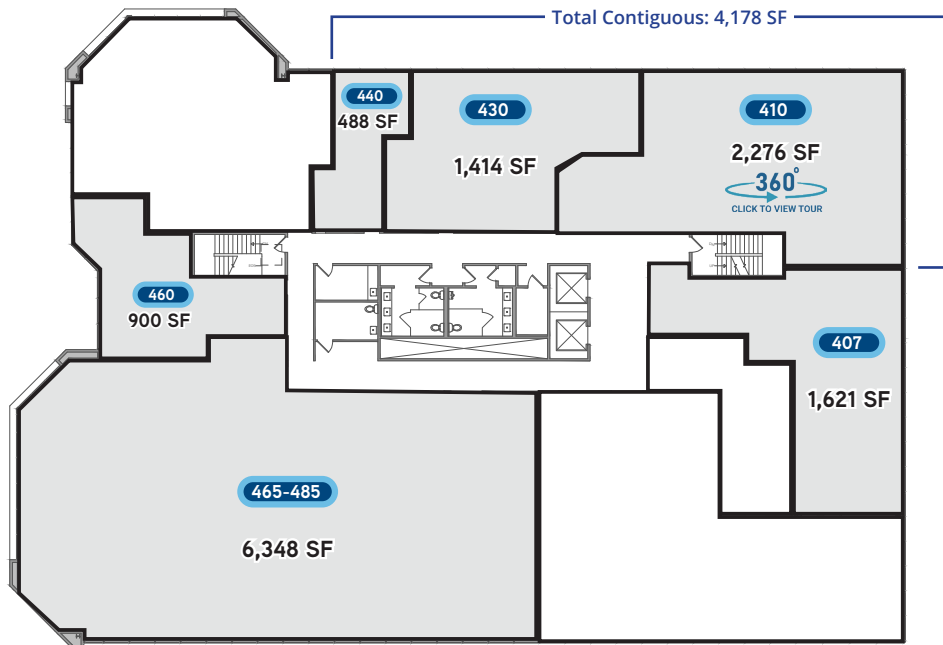 Total Contiguous: 4,178 SF
440
488 SF
430
1,414 SF
410
2,276 SF
360°
CLICK TO VIEW TOUR
460
900 SF
407
1,621 SF
465-485
6,348 SF